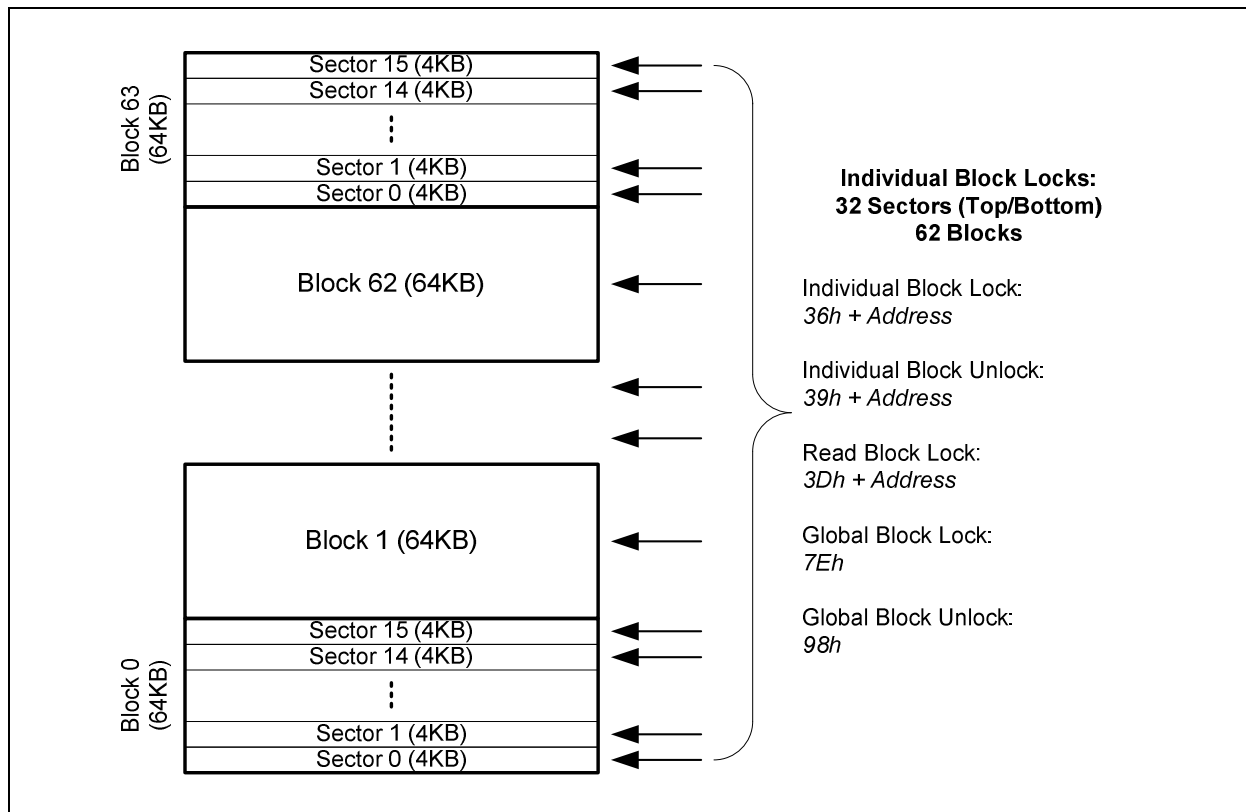 Block 63
(64KB)
Sector 15 (4KB)
Sector 14 (4KB)
Sector 1 (4KB)
Sector 0 (4KB)
Block 62 (64KB)
Block 1 (64KB)
Block 0
(64KB)
Sector 15 (4KB)
Sector 14 (4KB)
Sector 1 (4KB)
Sector 0 (4KB)
Individual Block Locks:
32 Sectors (Top/Bottom)
62 Blocks
Individual Block Lock:
36h + Address
Individual Block Unlock:
39h + Address
Read Block Lock:
3Dh + Address
Global Block Lock:
7Eh
Global Block Unlock:
98h